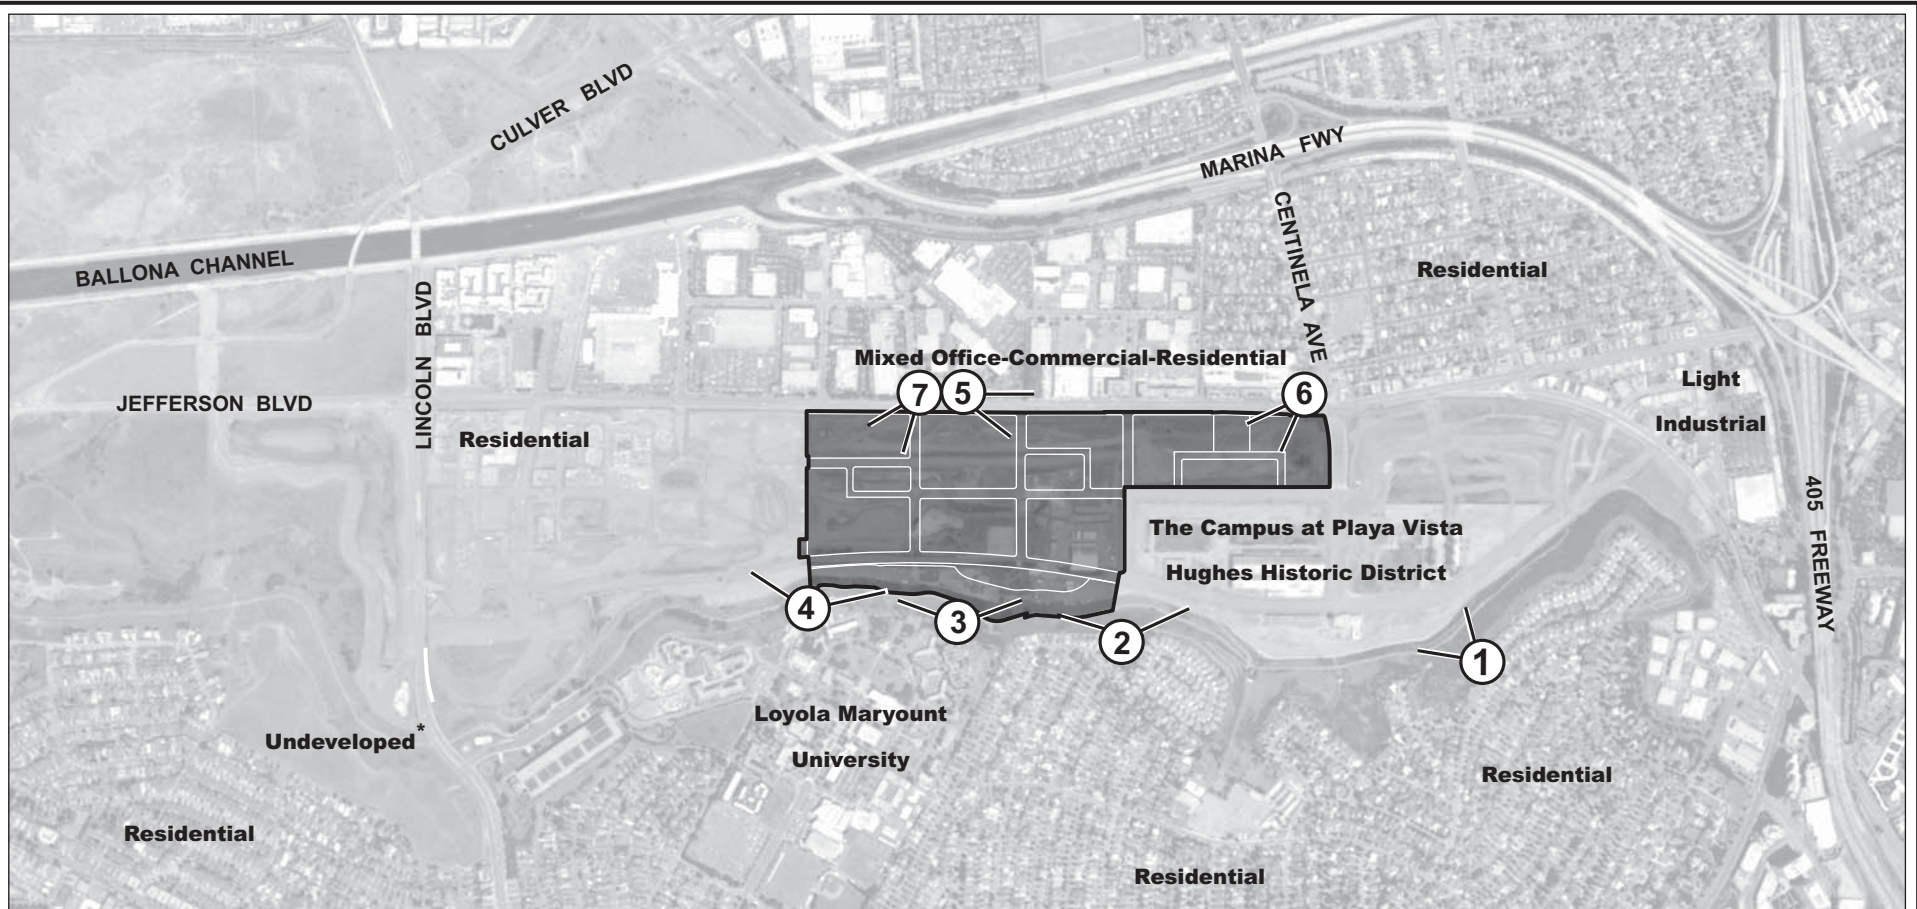 CULVER BLVD
MARINA FWY
CENTINELA AVE
BALLONA CHANNEL
LINCOLN BLVD
Residential
Mixed Office-Commercial-Residential
JEFFERSON BLVD
7
5
6
Light
Industrial
Residential
405 FREEWAY
The Campus at Playa Vista
Hughes Historic District
4
3
2
1
Loyola Maryount
University
Undeveloped*
Residential
Residential
Residential